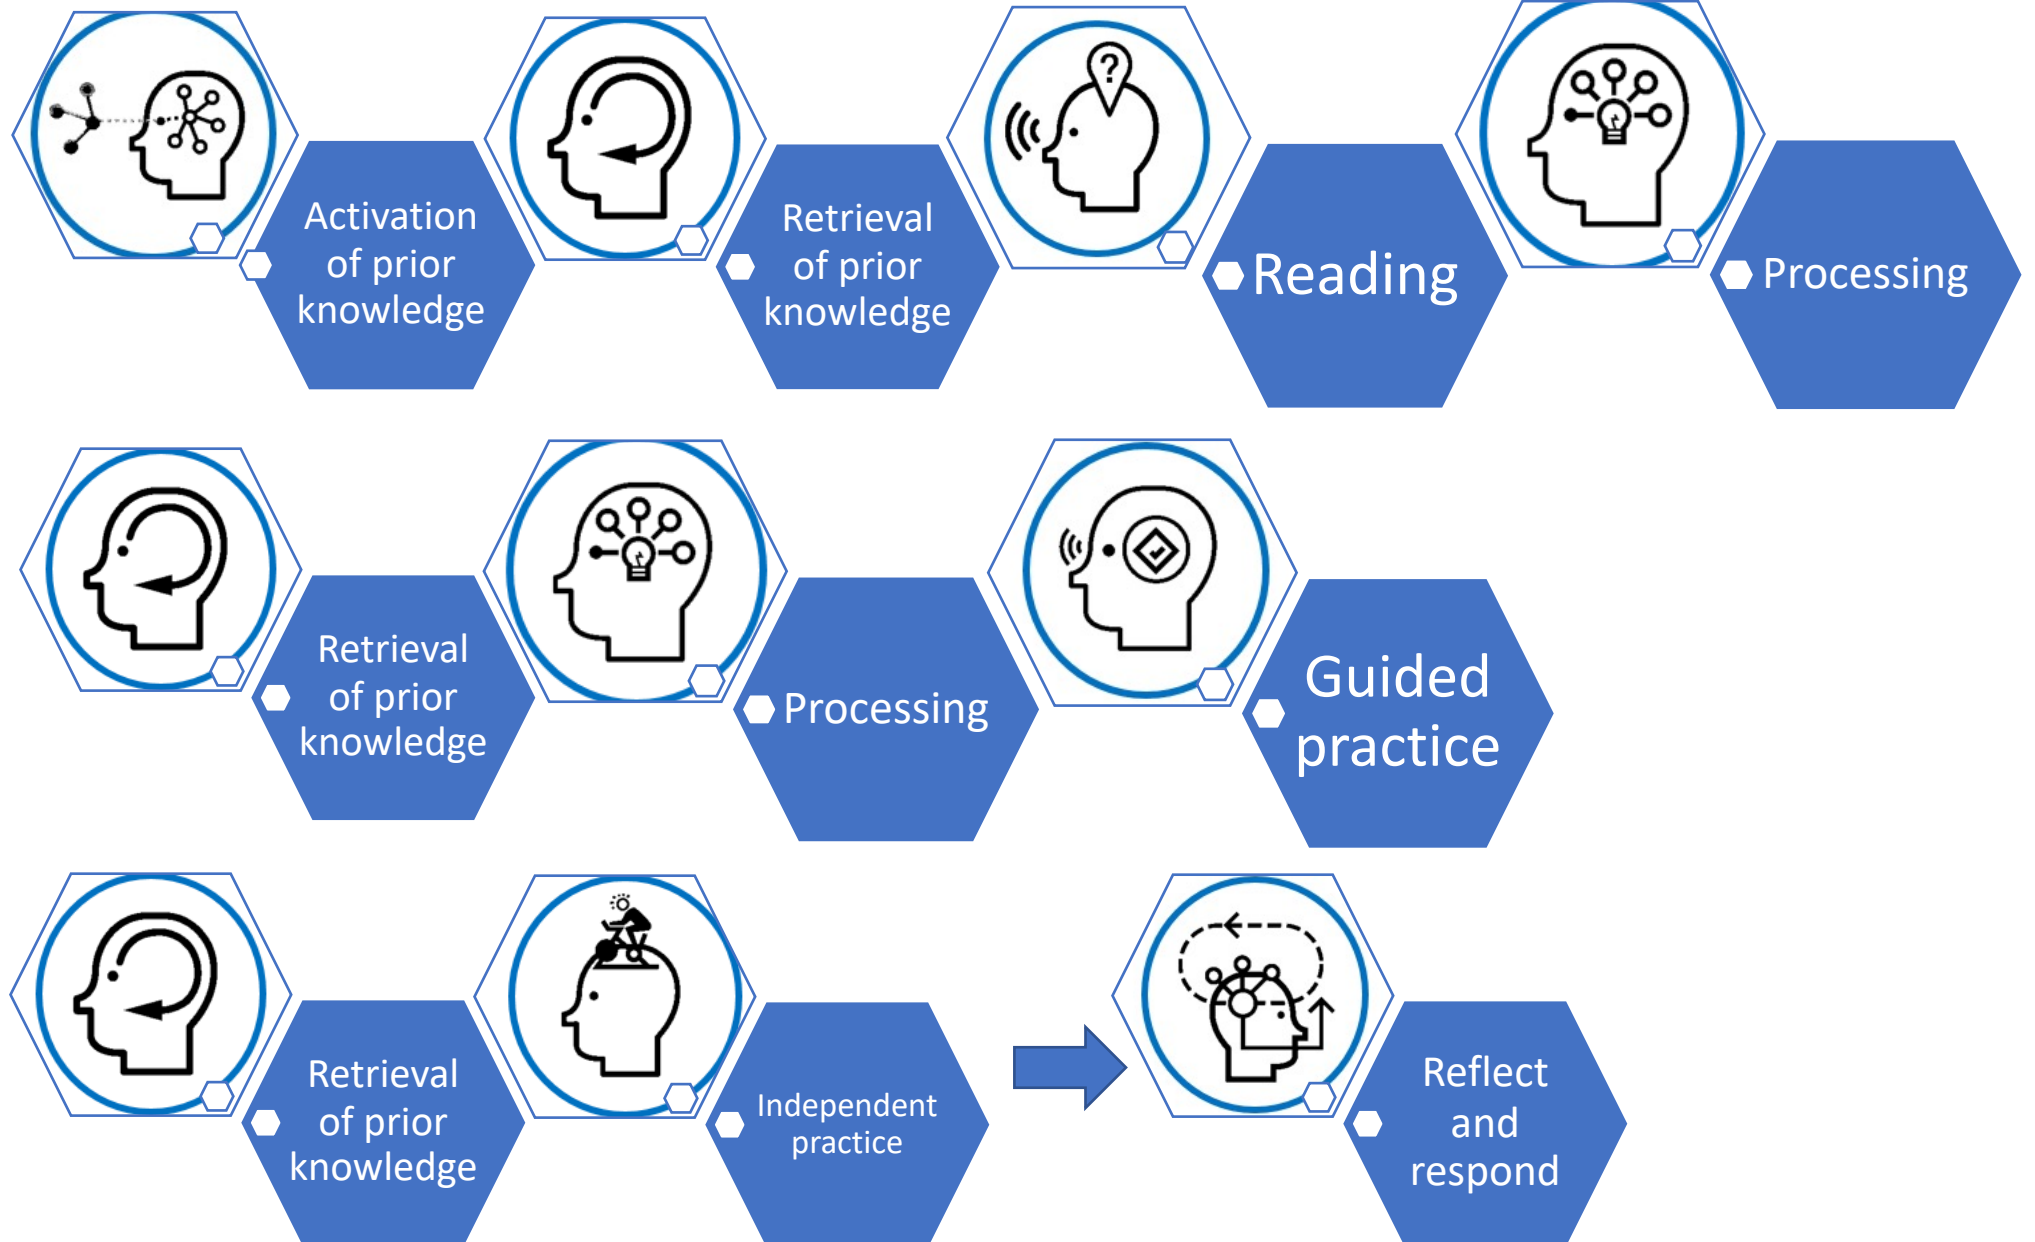 Activation
of prior
knowledge
Retrieval
of prior
knowledge
?
Reading
Processing
Retrieval
of prior
knowledge
Processing
Guided
practice
Retrieval
of prior
knowledge
Independent
practice
Reflect
and
respond